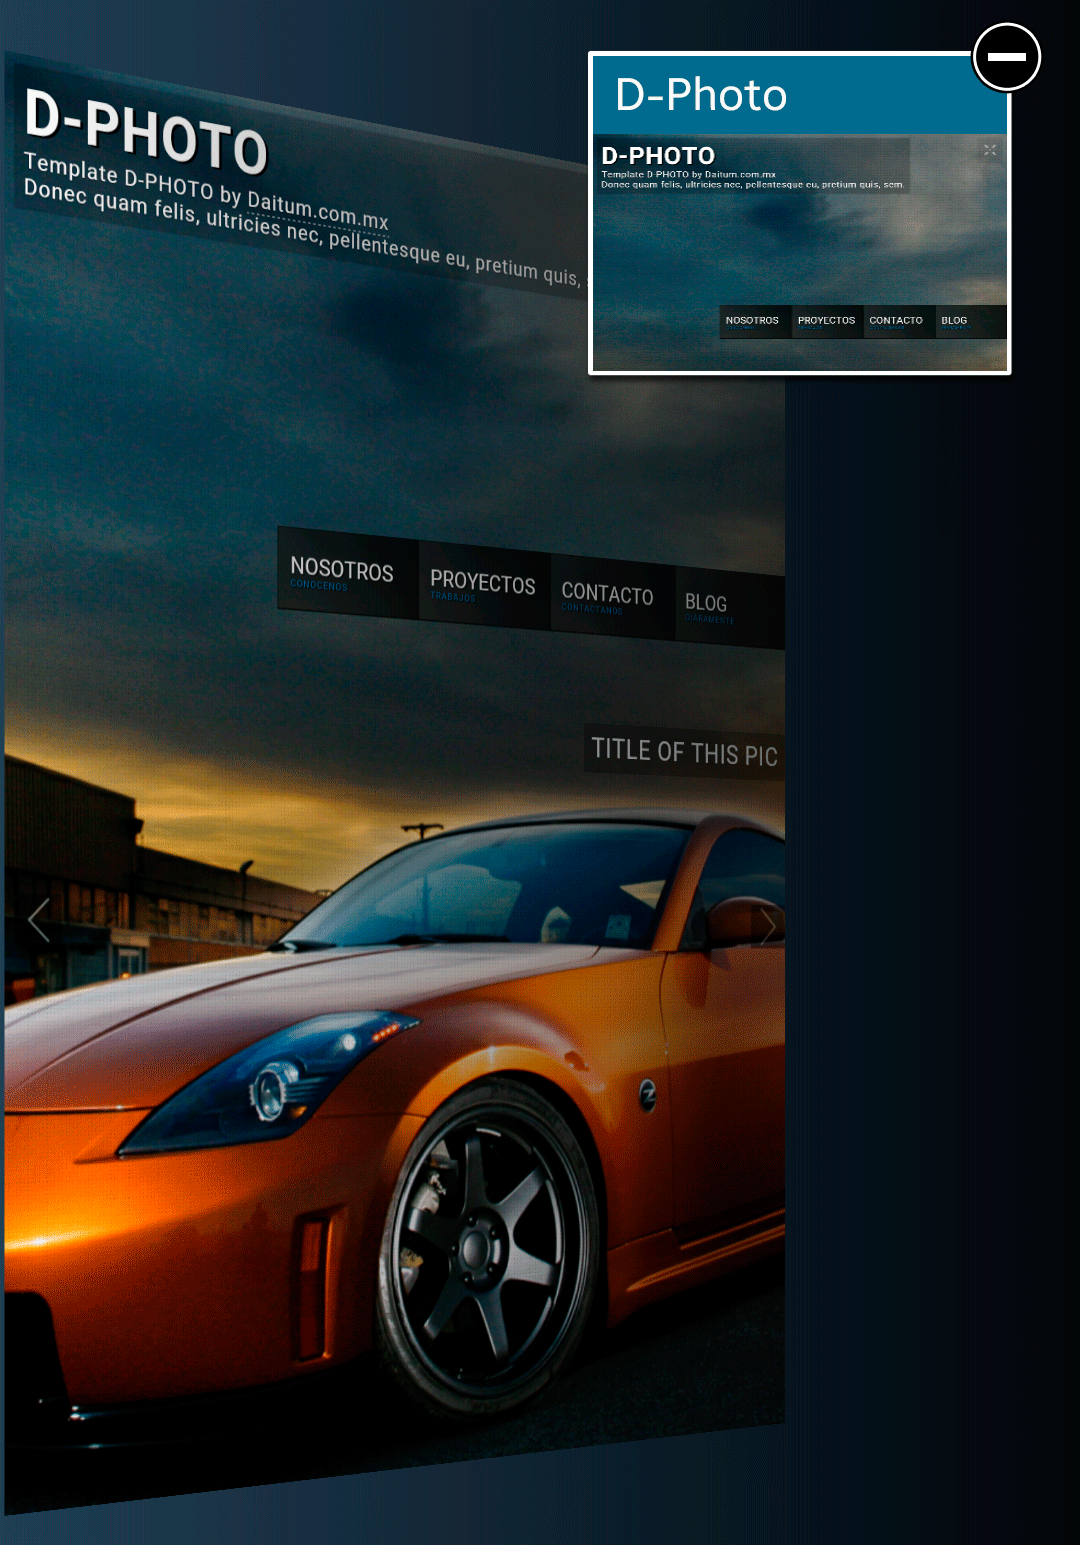 D-PHOTO
Template D-PHOTO by Daitum.com.mx
Donec quam felis, ultricies nec, pellentesque eu, pretium quis,
D-Photo
D-PHOTO
Template D-PHOTO by Daitum.com.mx
Donec quam felis, ultricies nec, pellentesque eu, pretium quis, sem.
NOSOTROS PROYECTOS CONTACTO BLOG
NOSOTROS PROYECTOS CONTACTO BLOG
CONOCENOS TRABAJOS CONTACTANOS DIARAMENTE
TITLE OF THIS PIC
Z